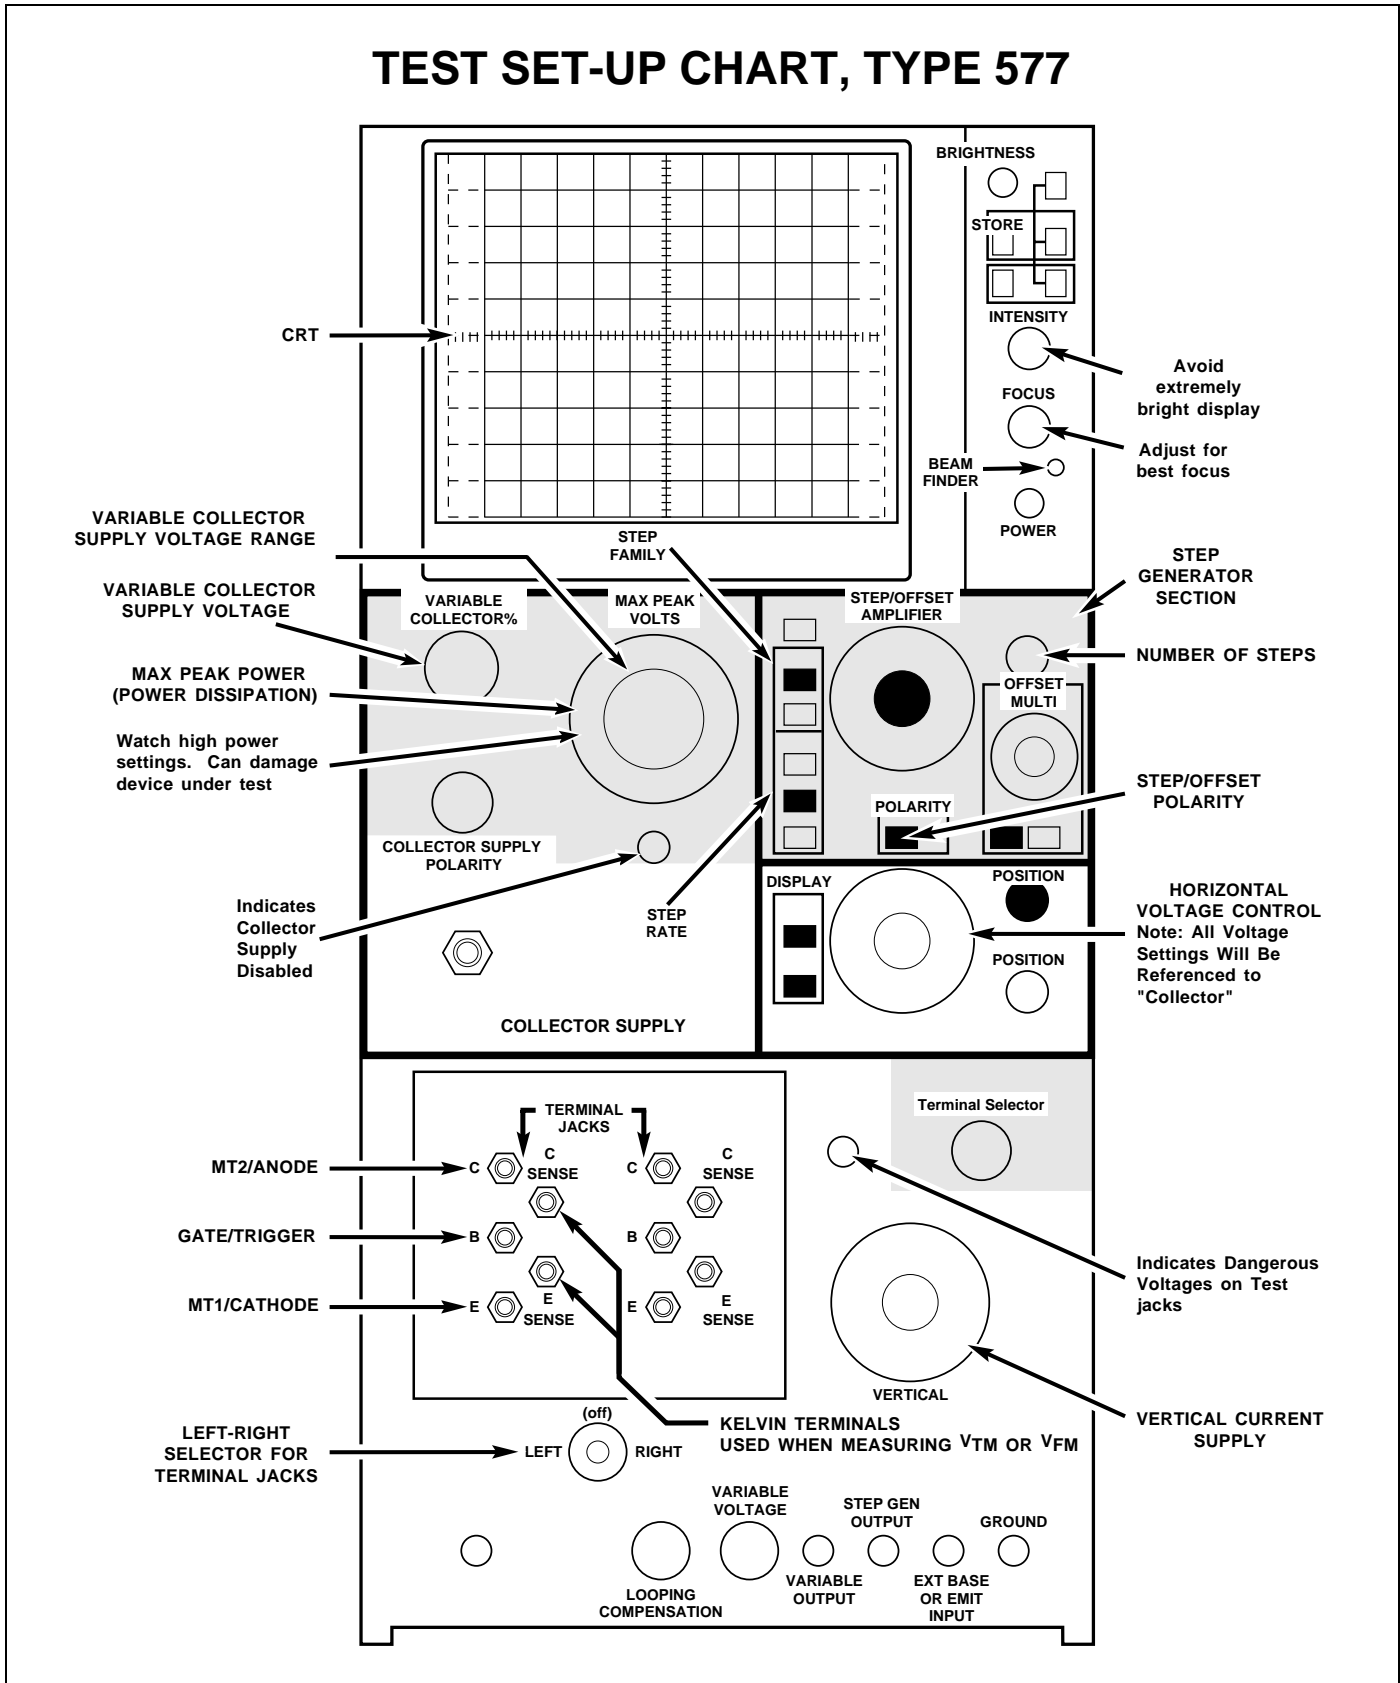 TEST SET-UP CHART, TYPE 577
BRIGHTNESS
STORE
INTENSITY
CRT
Avoid
extremely
bright display
FOCUS
Adjust for
best focus
BEAM
FINDER
POWER
VARIABLE COLLECTOR
SUPPLY VOLTAGE RANGE
STEP
FAMILY
STEP
GENERATOR
SECTION
VARIABLE COLLECTOR
SUPPLY VOLTAGE
VARIABLE
COLLECTOR%
MAX PEAK
VOLTS
STEP/OFFSET
AMPLIFIER
NUMBER OF STEPS
MAX PEAK POWER
(POWER DISSIPATION)
OFFSET
MULTI
Watch high power
settings. Can damage
device under test
STEP/OFFSET
POLARITY
POLARITY
COLLECTOR SUPPLY
POLARITY
DISPLAY
POSITION
HORIZONTAL
VOLTAGE CONTROL
Note: All Voltage
Settings Will Be
Referenced to
"Collector"
Indicates
Collector
Supply
Disabled
STEP
RATE
POSITION
COLLECTOR SUPPLY
TERMINAL
JACKS
Terminal Selector
MT2/ANODE
C
C
SENSE
C
C
SENSE
GATE/TRIGGER
B
B
MT1/CATHODE
E
E
SENSE
E
E
SENSE
Indicates Dangerous
Voltages on Test
jacks
VERTICAL
(off)
LEFT-RIGHT
SELECTOR FOR
TERMINAL JACKS
LEFT
RIGHT
KELVIN TERMINALS
USED WHEN MEASURING VTM OR VFM
VERTICAL CURRENT
SUPPLY
VARIABLE
VOLTAGE
STEP GEN
OUTPUT
GROUND
LOOPING
COMPENSATION
VARIABLE
OUTPUT
EXT BASE
OR EMIT
INPUT